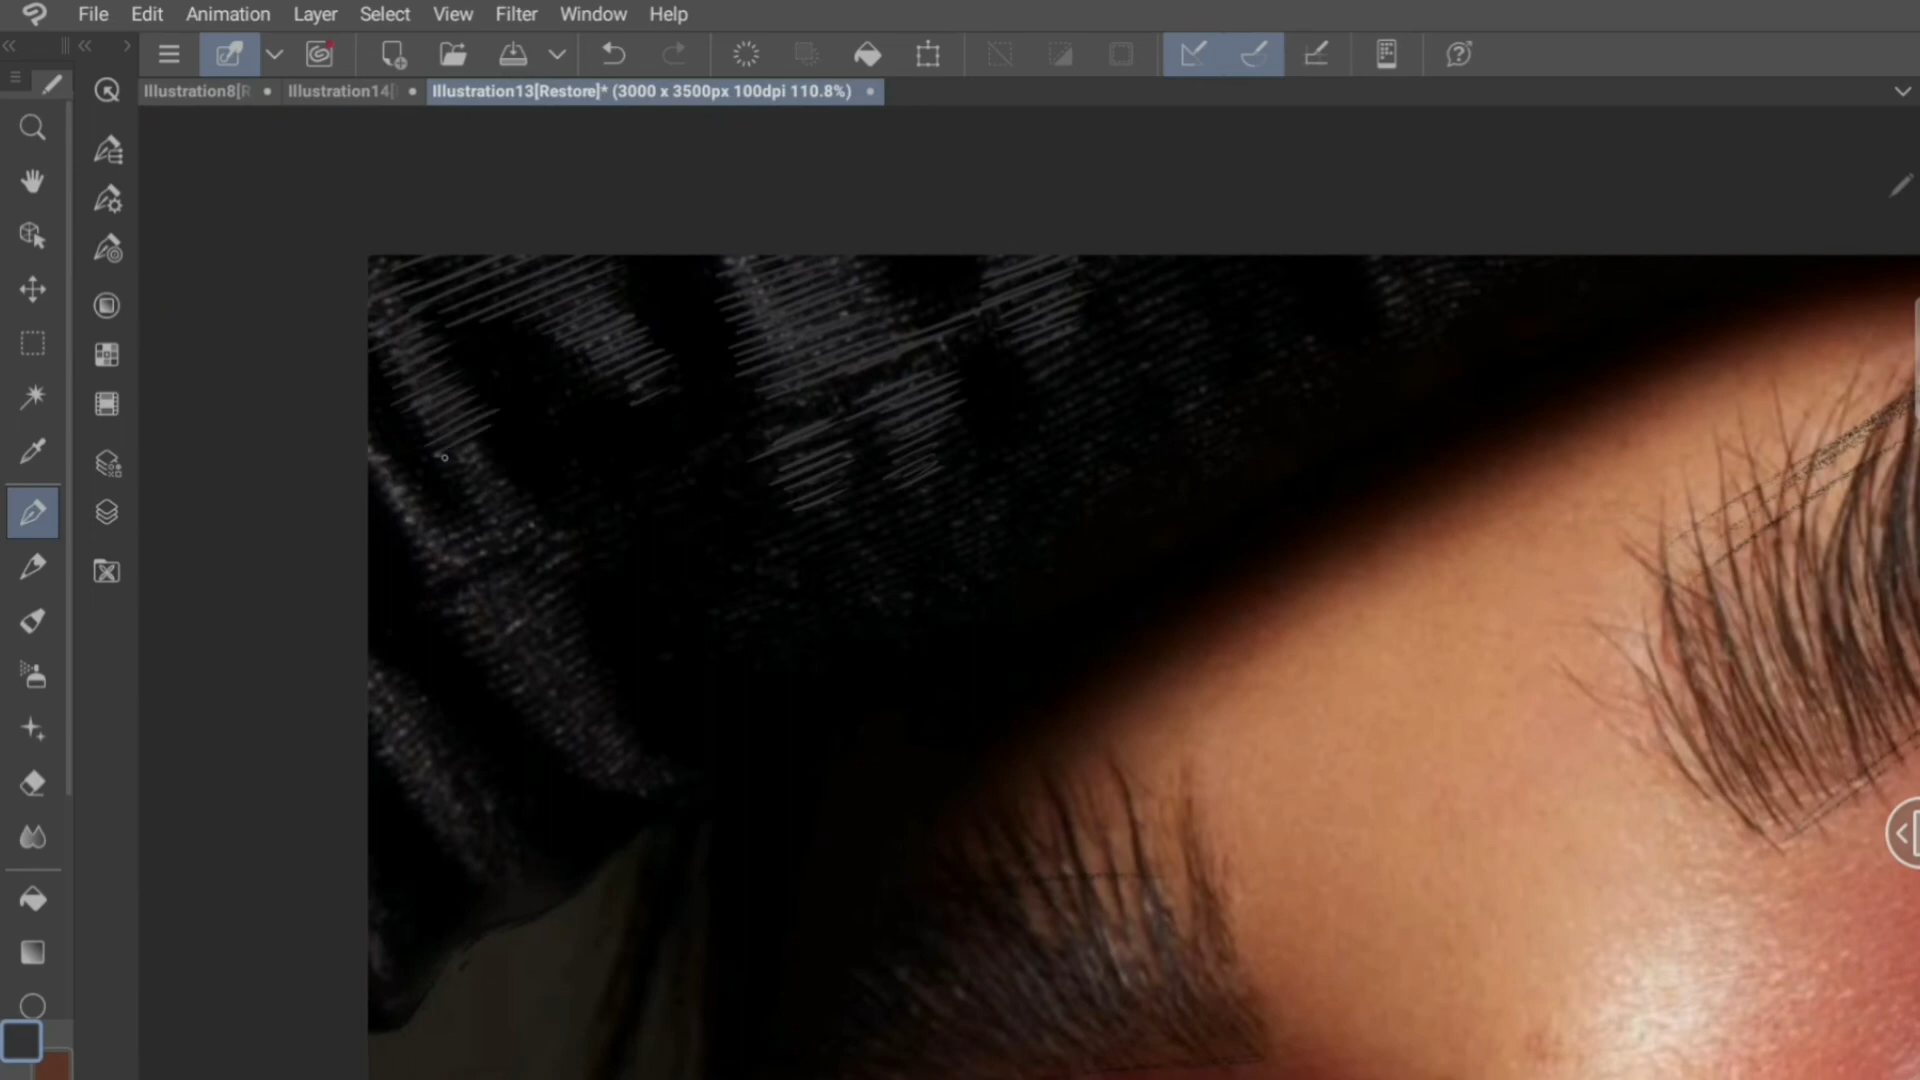 File Edit Animation Layer Select View Filter Window Help
Illustration8[R Illustration14[ Illustration13[Restore]* (3000 x 3500px 100dpi 110.8%)